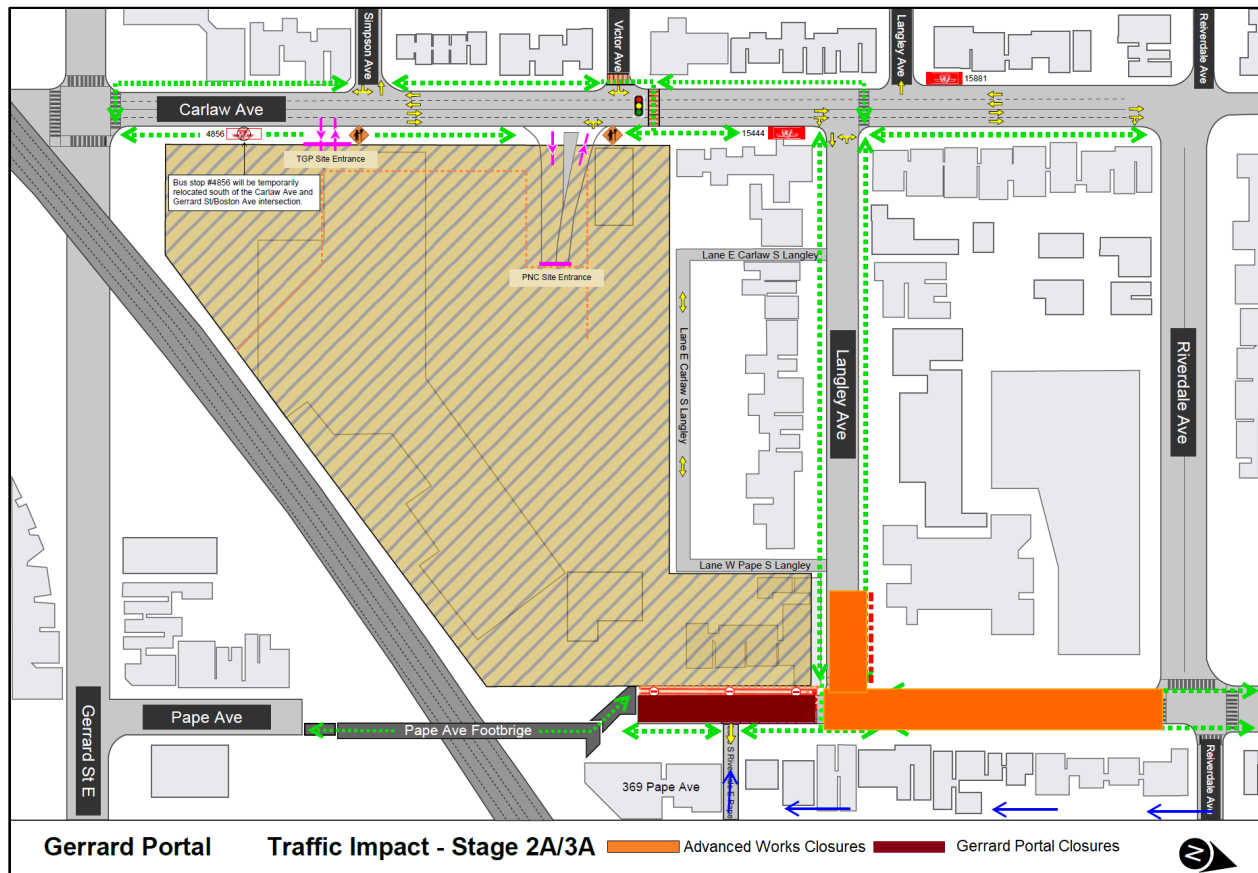 Simpson Ave
Victor Ave
Langley Ave
Reiverdale Ave
15881
Carlaw Ave
4856
15444
TGP Site Entrance
Bus stop #4856 will be temporarily
relocated south of the Carlaw Ave and
Gerrard St/Boston Ave intersection.
PNC Site Entrance
Lane E Carlaw S Langley
Lane E Carlaw S Langley
Langley Ave
Riverdale Ave
Lane W Pape S Langley
Gerrard St E
Pape Ave
Pape Ave Footbrige
369 Pape Ave
Reiverdale Ave
Gerrard Portal
Traffic Impact - Stage 2A/3A
Advanced Works Closures
Gerrard Portal Closures
N